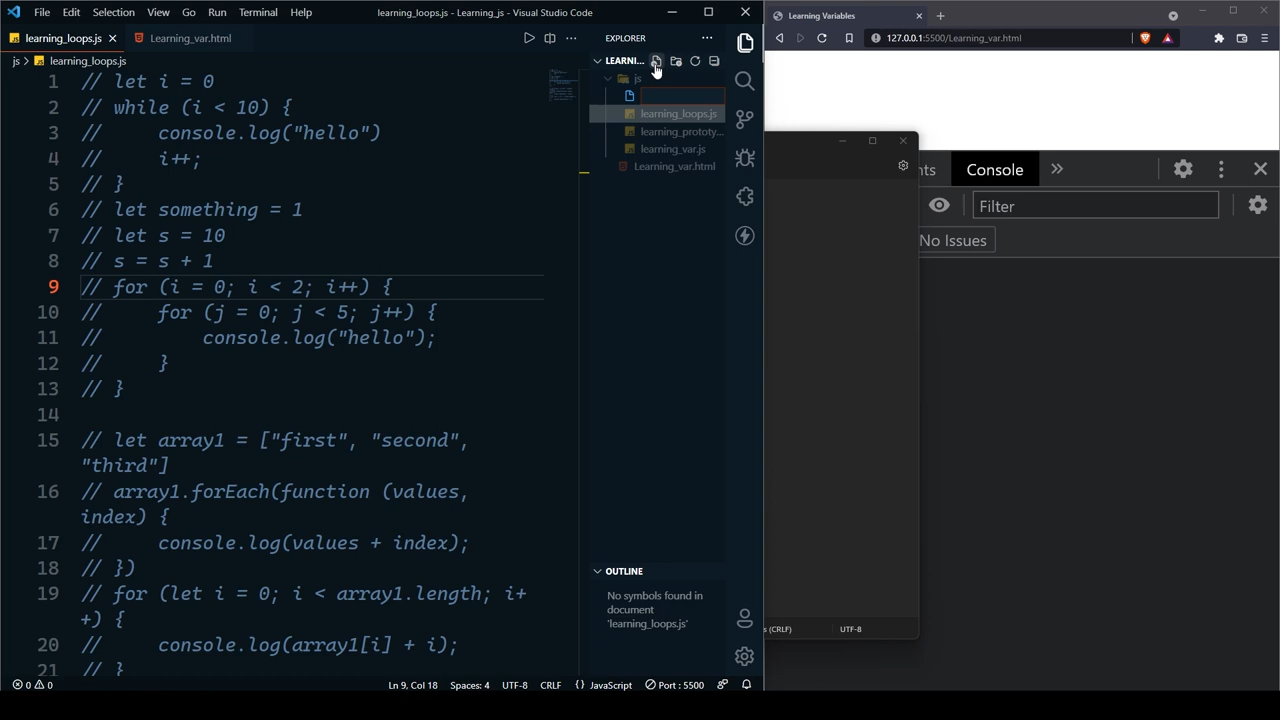 File Edit Selection View Go Run Terminal Help learning_loops.js - Learning_js - Visual Studio Code
learning_loops.js Learning_var.html
js > learning_loops.js
1 // let i = 0
2 // while (i < 10) {
3 //     console.log("hello")
4 //     i++;
5 // }
6 // let something = 1
7 // let s = 10
8 // s = s + 1
9 // for (i = 0; i < 2; i++) {
10 //     for (j = 0; j < 5; j++) {
11 //         console.log("hello");
12 //     }
13 // }
14
15 // let array1 = ["first", "second",
"third"]
16 // array1.forEach(function (values,
index) {
17 //     console.log(values + index);
18 // })
19 // for (let i = 0; i < array1.length; i+
+) {
20 //     console.log(array1[i] + i);
21 // }
EXPLORER
LEARNI...
js
learning_loops.js
learning_prototy...
learning_var.js
Learning_var.html
OUTLINE
No symbols found in
document
'learning_loops.js'
0 0 Ln 9, Col 18 Spaces: 4 UTF-8 CRLF {} JavaScript Port : 5500
Learning Variables
127.0.0.1:5500/Learning_var.html
nts Console
Filter
No Issues
s (CRLF) UTF-8